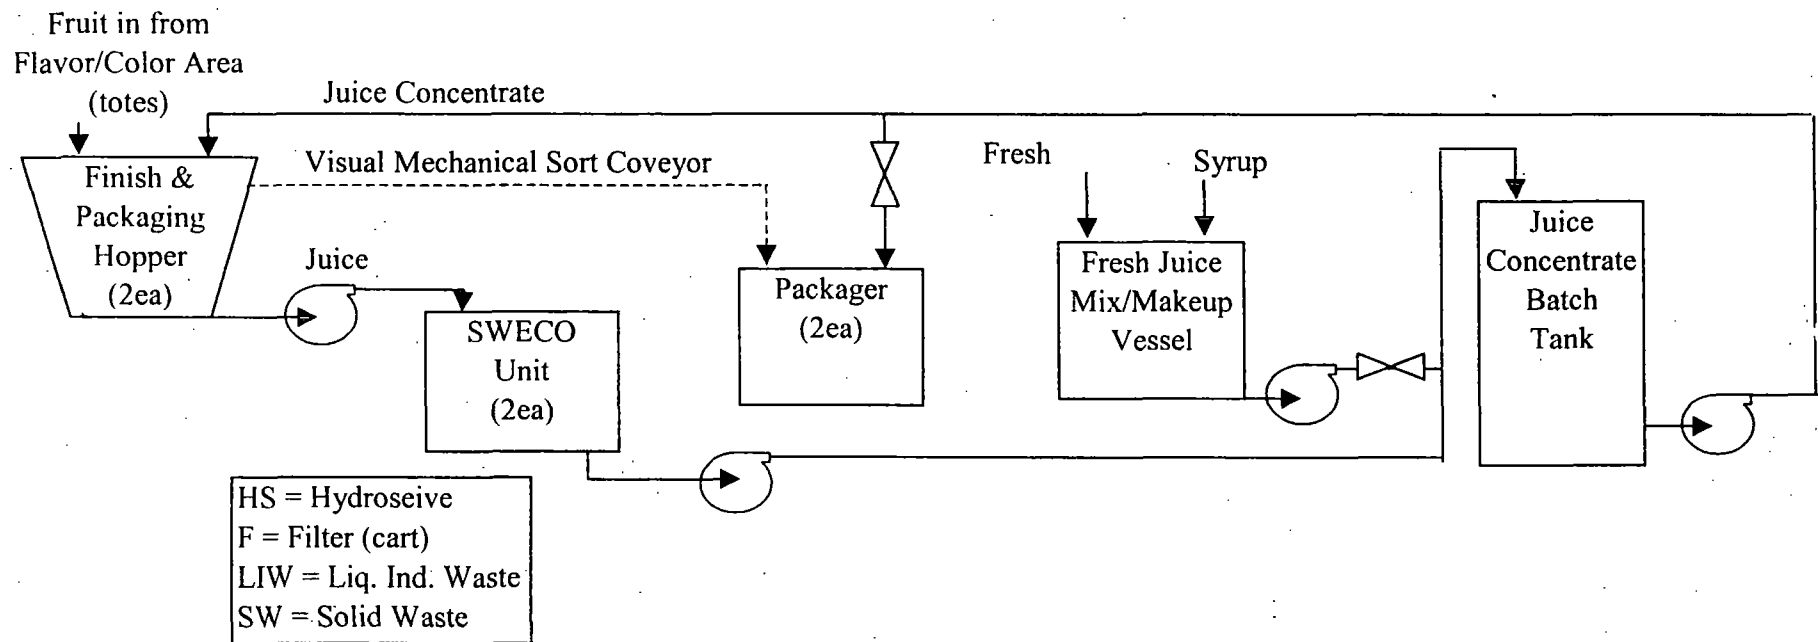 Fruit in from
Flavor/Color Area
(totes)
Juice Concentrate
Visual Mechanical Sort Coveyor
Finish &
Packaging
Hopper
(2ea)
Juice
SWECO
Unit
(2ea)
Packager
(2ea)
Fresh
Syrup
Fresh Juice
Mix/Makeup
Vessel
Juice
Concentrate
Batch
Tank
HS = Hydroseive
F = Filter (cart)
LIW = Liq. Ind. Waste
SW = Solid Waste